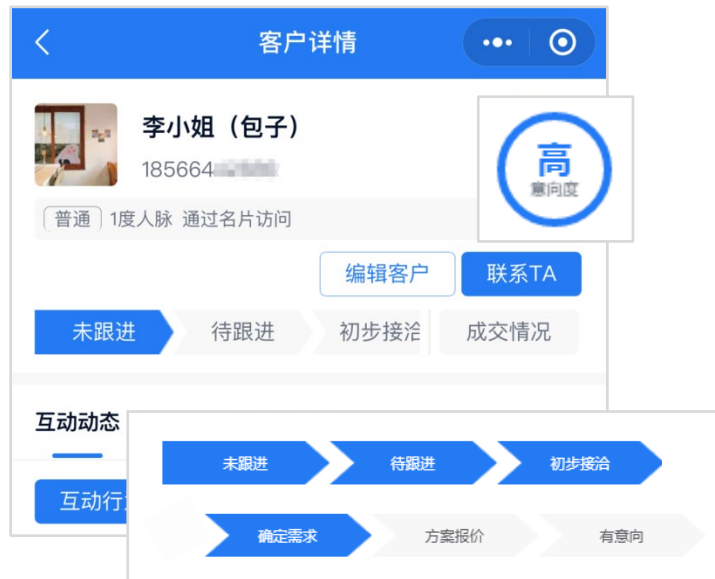 客户详情
李小姐（包子）
185664
高
意向度
普通 1度人脉 通过名片访问
编辑客户 联系TA
未跟进 待跟进 初步接洽 成交情况
互动动态
互动行
未跟进 待跟进 初步接洽
确定需求 方案报价 有意向